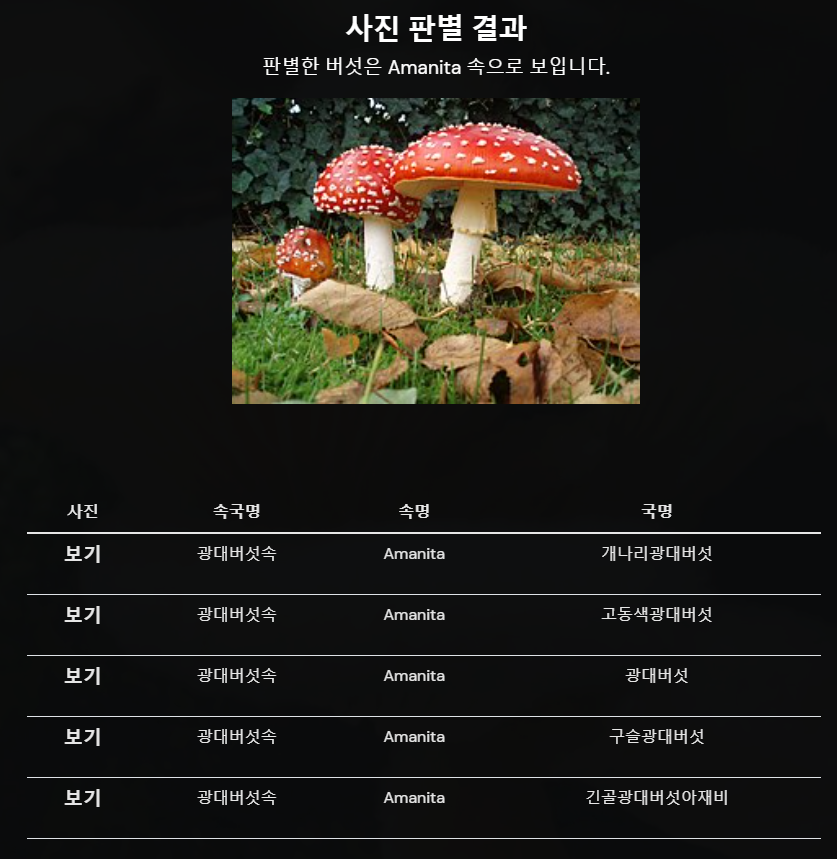 사진 판별 결과
판별한 버섯은 Amanita 속으로 보입니다.
사진 속국명 속명 국명
보기 광대버섯속 Amanita 개나리광대버섯
보기 광대버섯속 Amanita 고동색광대버섯
보기 광대버섯속 Amanita 광대버섯
보기 광대버섯속 Amanita 구슬광대버섯
보기 광대버섯속 Amanita 긴골광대버섯아재비